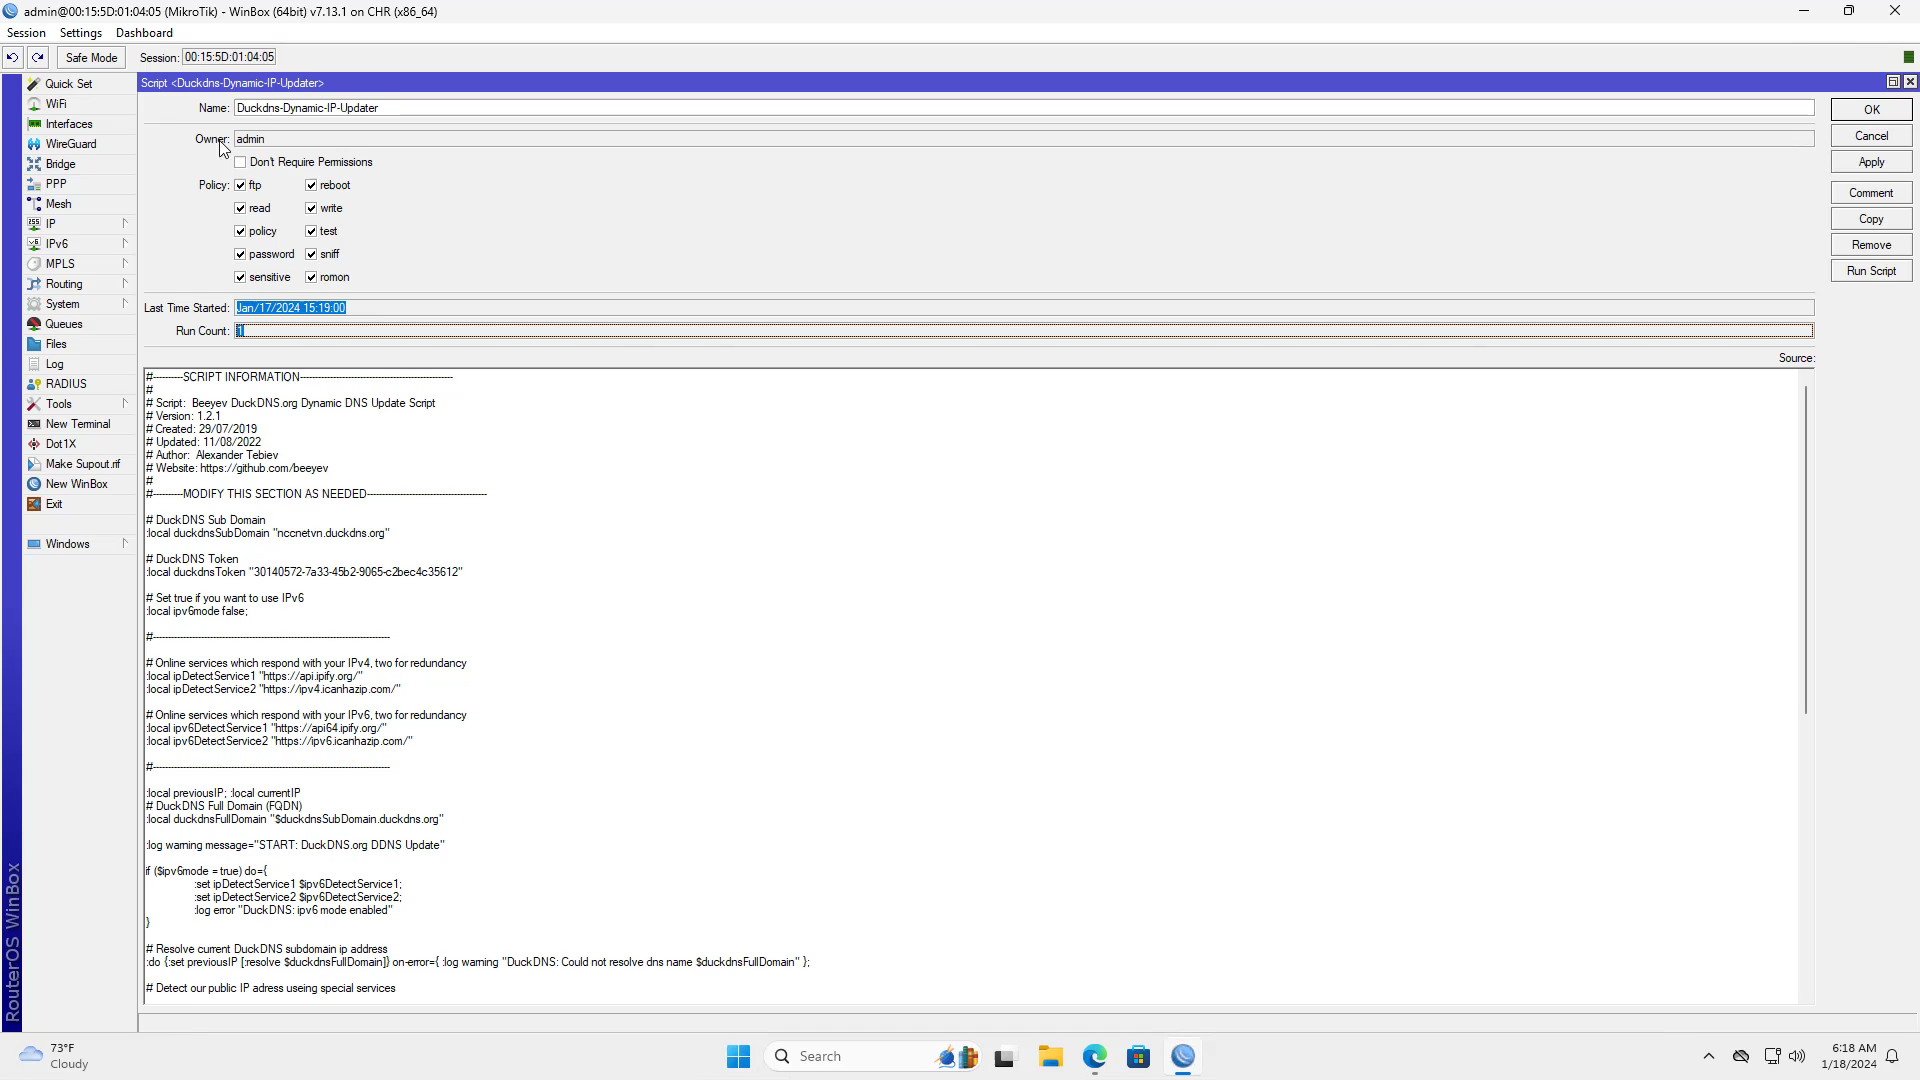 admin@00:15:5D:01:04:05 (MikroTik) - WinBox (64bit) v7.13.1 on CHR (x86_64)
Session Settings Dashboard
Safe Mode Session: 00:15:5D:01:04:05
Quick Set
WiFi
Interfaces
WireGuard
Bridge
PPP
Mesh
IP
IPv6
MPLS
Routing
System
Queues
Files
Log
RADIUS
Tools
New Terminal
Dot1X
Make Supout.rif
New WinBox
Exit
Windows
RouterOS WinBox
Script <Duckdns-Dynamic-IP-Updater>
Name: Duckdns-Dynamic-IP-Updater
Owner: admin
Don't Require Permissions
Policy: ftp reboot
read write
policy test
password sniff
sensitive romon
Last Time Started: Jan/17/2024 15:19:00
Run Count: 1
Source:
OK
Cancel
Apply
Comment
Copy
Remove
Run Script
#----------SCRIPT INFORMATION---------------------------------------------------
#
# Script:  Beeyev DuckDNS.org Dynamic DNS Update Script
# Version: 1.2.1
# Created: 29/07/2019
# Updated: 11/08/2022
# Author:  Alexander Tebiev
# Website: https://github.com/beeyev
#
#----------MODIFY THIS SECTION AS NEEDED----------------------------------------
# DuckDNS Sub Domain
:local duckdnsSubDomain "nccnetvn.duckdns.org"
# DuckDNS Token
:local duckdnsToken "30140572-7a33-45b2-9065-c2bec4c35612"
# Set true if you want to use IPv6
:local ipv6mode false;
#-------------------------------------------------------------------------------
# Online services which respond with your IPv4, two for redundancy
:local ipDetectService1 "https://api.ipify.org/"
:local ipDetectService2 "https://ipv4.icanhazip.com/"
# Online services which respond with your IPv6, two for redundancy
:local ipv6DetectService1 "https://api64.ipify.org/"
:local ipv6DetectService2 "https://ipv6.icanhazip.com/"
#-------------------------------------------------------------------------------
:local previousIP; :local currentIP
# DuckDNS Full Domain (FQDN)
:local duckdnsFullDomain "$duckdnsSubDomain.duckdns.org"
:log warning message="START: DuckDNS.org DDNS Update"
if ($ipv6mode = true) do={
:set ipDetectService1 $ipv6DetectService1;
:set ipDetectService2 $ipv6DetectService2;
:log error "DuckDNS: ipv6 mode enabled"
}
# Resolve current DuckDNS subdomain ip address
:do {:set previousIP [:resolve $duckdnsFullDomain]} on-error={ :log warning "DuckDNS: Could not resolve dns name $duckdnsFullDomain" };
# Detect our public IP adress useing special services
73°F
Cloudy
Search
6:18 AM
1/18/2024